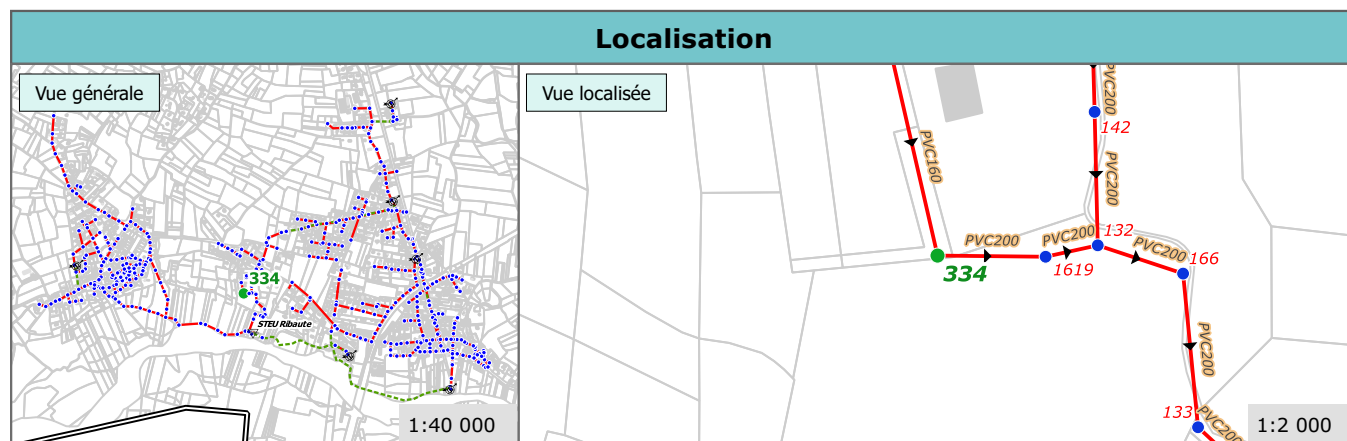 Localisation
Vue générale
334
STEU Ribaute
1:40 000
Vue localisée
PVC200
142
PVC160
PVC200
132
PVC200
PVC200
PVC200
166
334
1619
PVC200
133
PVC200
1:2 000